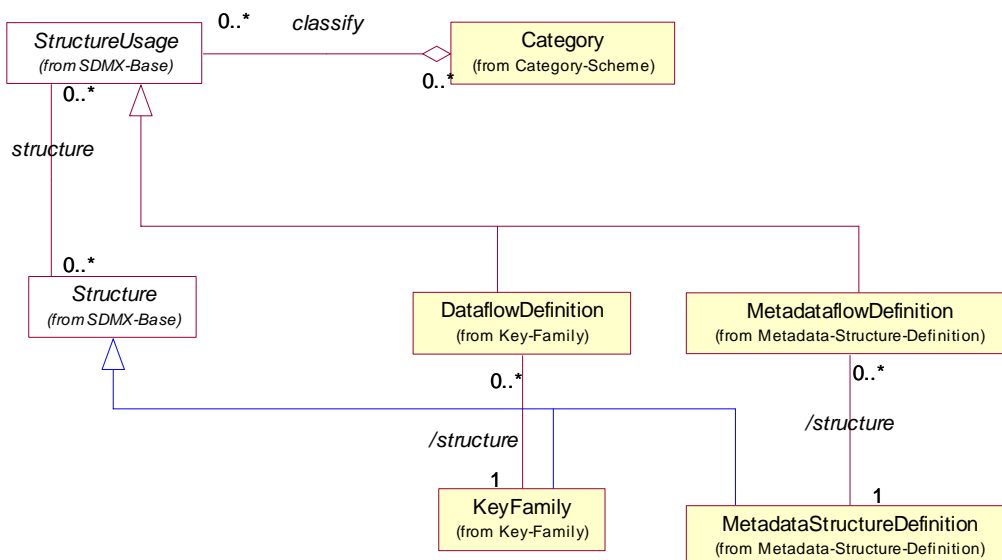 0..*
classify
StructureUsage
(from SDMX-Base)
Category
(from Category-Scheme)
0..*
0..*
structure
0..*
Structure
(from SDMX-Base)
DataflowDefinition
(from Key-Family)
MetadataflowDefinition
(from Metadata-Structure-Definition)
0..*
0..*
/structure
/structure
1
1
KeyFamily
(from Key-Family)
MetadataStructureDefinition
(from Metadata-Structure-Definition)